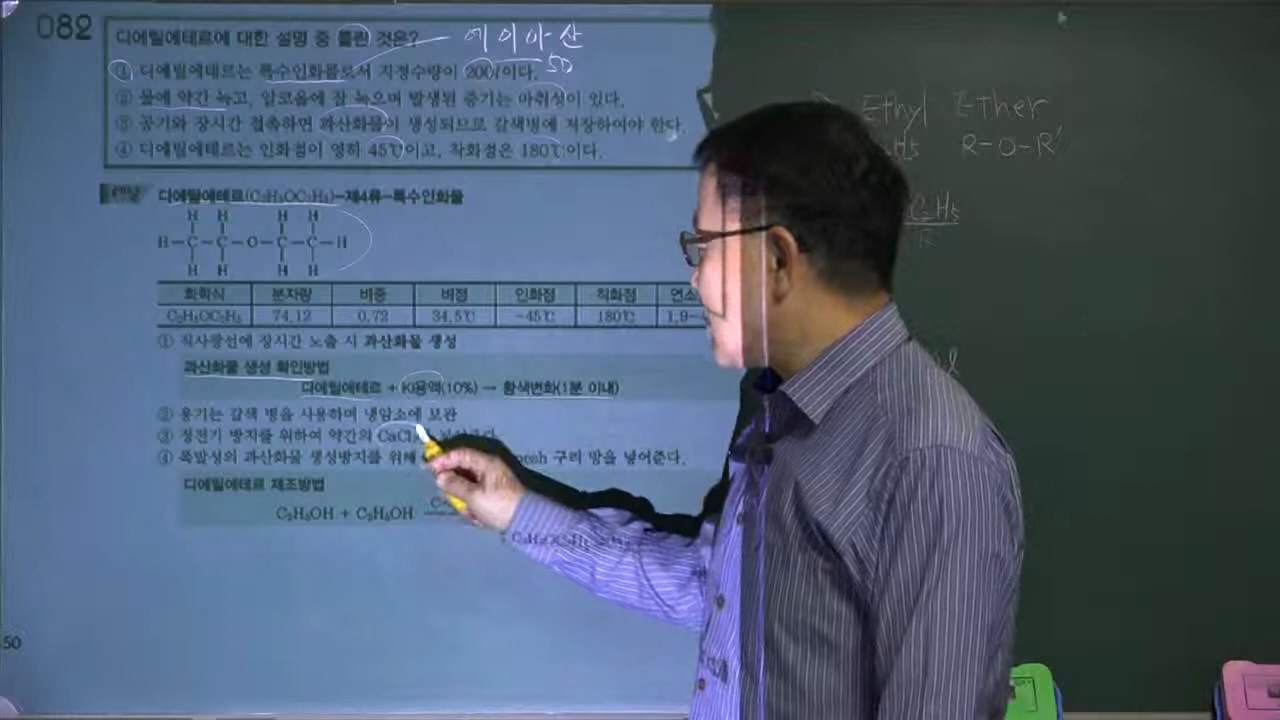 082
디에틸에테르에 대한 설명 중 틀린 것은? 에이아산
① 디에틸에테르는 특수인화물로서 지정수량이 200l이다. 50
② 물에 약간 녹고, 알코올에 잘 녹으며 발생된 증기는 마취성이 있다.
③ 공기와 장시간 접촉하면 과산화물이 생성되므로 갈색병에 저장하여야 한다.
④ 디에틸에테르는 인화점이 영하 45℃이고, 착화점은 180℃이다.
해설 디에틸에테르(C₂H₅OC₂H₅)-제4류-특수인화물
H H H H
H-C-C-O-C-C-H
H H H H
화학식 분자량 비중 비점 인화점 착화점 연소
C₂H₅OC₂H₅ 74.12 0.72 34.5℃ -45℃ 180℃ 1.9~
① 직사광선에 장시간 노출 시 과산화물 생성
과산화물 생성 확인방법
디에틸에테르 + KI용액(10%) → 황색변화(1분 이내)
② 용기는 갈색 병을 사용하며 냉암소에 보관
③ 정전기 방지를 위하여 약간의 CaCl
④ 폭발성의 과산화물 생성방지를 위해 mesh 구리 망을 넣어준다.
디에틸에테르 제조방법
C₂H₅OH + C₂H₅OH
C₂H₅OC₂H₅
50
Ethyl Ether
H₅ R-O-R'
C₂H₅
R